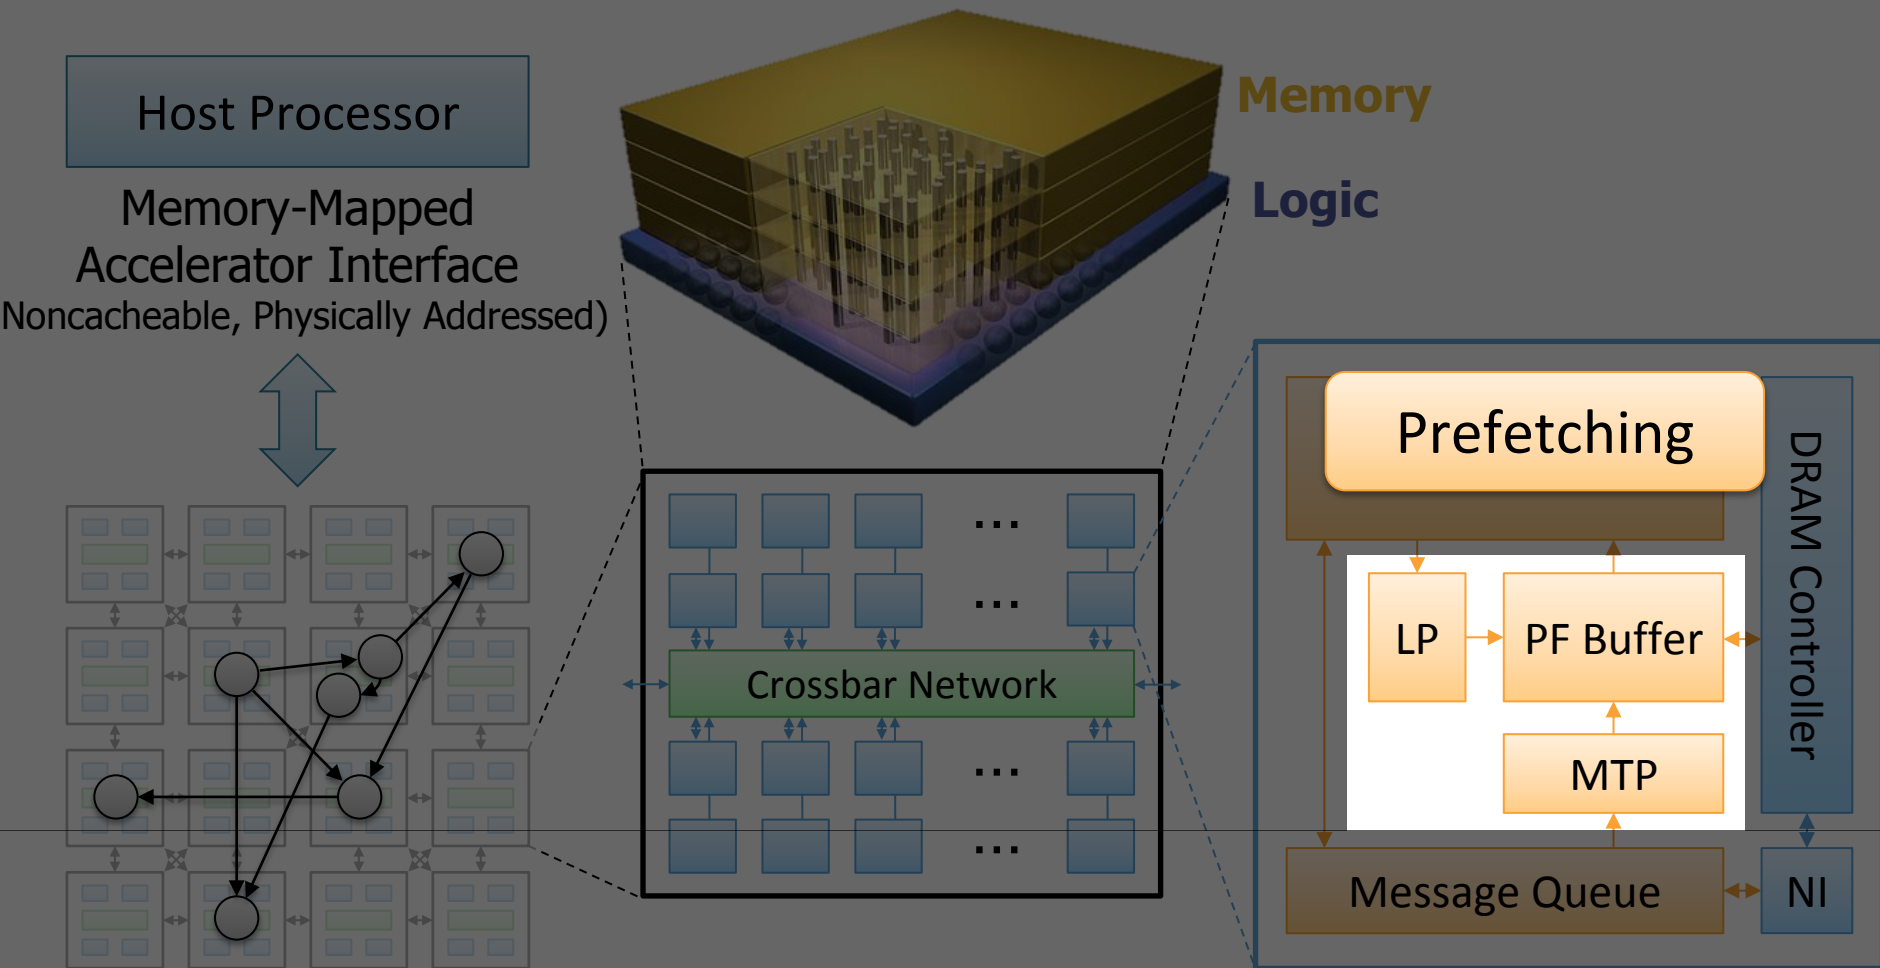 Host Processor
Memory-Mapped
Accelerator Interface
Noncacheable, Physically Addressed)
Memory
Logic
Crossbar Network
...
...
...
...
Prefetching
LP
PF Buffer
MTP
Message Queue
DRAM Controller
NI